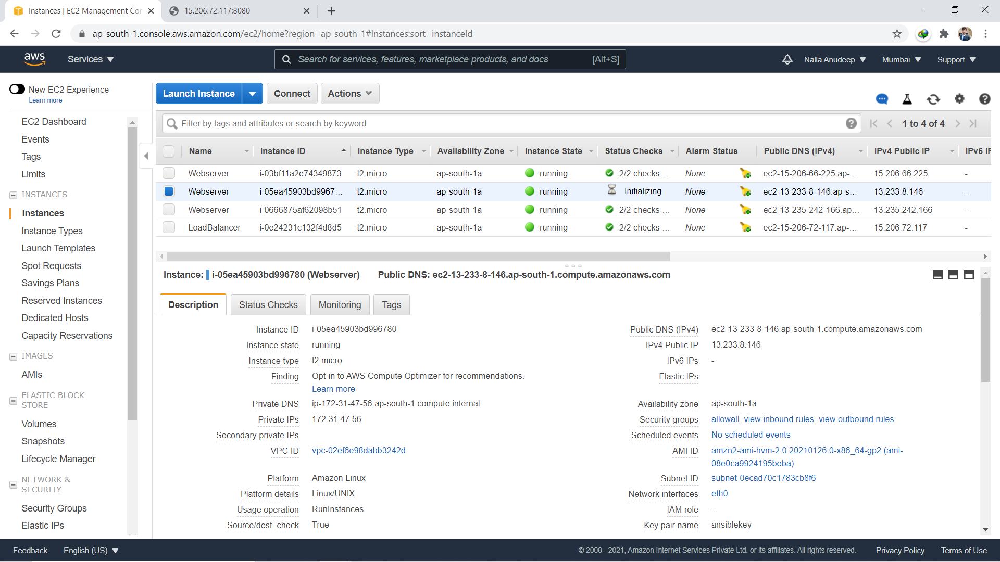 Instances | EC2 Management Con
15.206.72.117:8080
ap-south-1.console.aws.amazon.com/ec2/home?region=ap-south-1#Instances:sort=instanceId
aws
Services
Search for services, features, marketplace products, and docs
[Alt+S]
Nalla Anudeep
Mumbai
Support
New EC2 Experience
Learn more
EC2 Dashboard
Events
Tags
Limits
INSTANCES
Instances
Instance Types
Launch Templates
Spot Requests
Savings Plans
Reserved Instances
Dedicated Hosts
Capacity Reservations
IMAGES
AMIs
ELASTIC BLOCK
STORE
Volumes
Snapshots
Lifecycle Manager
NETWORK &
SECURITY
Security Groups
Elastic IPs
Launch Instance
Connect
Actions
Filter by tags and attributes or search by keyword
1 to 4 of 4
Name Instance ID Instance Type Availability Zone Instance State Status Checks Alarm Status Public DNS (IPv4) IPv4 Public IP IPv6 IP
Webserver i-03bf11a2e74349873 t2.micro ap-south-1a running 2/2 checks ... None ec2-15-206-66-225.ap-... 15.206.66.225 -
Webserver i-05ea45903bd9967... t2.micro ap-south-1a running Initializing None ec2-13-233-8-146.ap-s... 13.233.8.146 -
Webserver i-0666875af62098b51 t2.micro ap-south-1a running 2/2 checks ... None ec2-13-235-242-166.ap... 13.235.242.166 -
LoadBalancer i-0e24231c132f4d8d5 t2.micro ap-south-1a running 2/2 checks ... None ec2-15-206-72-117.ap-... 15.206.72.117 -
Instance: i-05ea45903bd996780 (Webserver) Public DNS: ec2-13-233-8-146.ap-south-1.compute.amazonaws.com
Description
Status Checks
Monitoring
Tags
Instance ID i-05ea45903bd996780
Instance state running
Instance type t2.micro
Finding Opt-in to AWS Compute Optimizer for recommendations.
Learn more
Private DNS ip-172-31-47-56.ap-south-1.compute.internal
Private IPs 172.31.47.56
Secondary private IPs
VPC ID vpc-02ef6e98dabb3242d
Platform Amazon Linux
Platform details Linux/UNIX
Usage operation RunInstances
Source/dest. check True
Public DNS (IPv4) ec2-13-233-8-146.ap-south-1.compute.amazonaws.com
IPv4 Public IP 13.233.8.146
IPv6 IPs -
Elastic IPs
Availability zone ap-south-1a
Security groups allowall. view inbound rules. view outbound rules
Scheduled events No scheduled events
AMI ID amzn2-ami-hvm-2.0.20210126.0-x86_64-gp2 (ami-
08e0ca9924195beba)
Subnet ID subnet-0ecad70c1783cb8f6
Network interfaces eth0
IAM role -
Key pair name ansiblekey
Feedback
English (US)
© 2008 - 2021, Amazon Internet Services Private Ltd. or its affiliates. All rights reserved.
Privacy Policy
Terms of Use